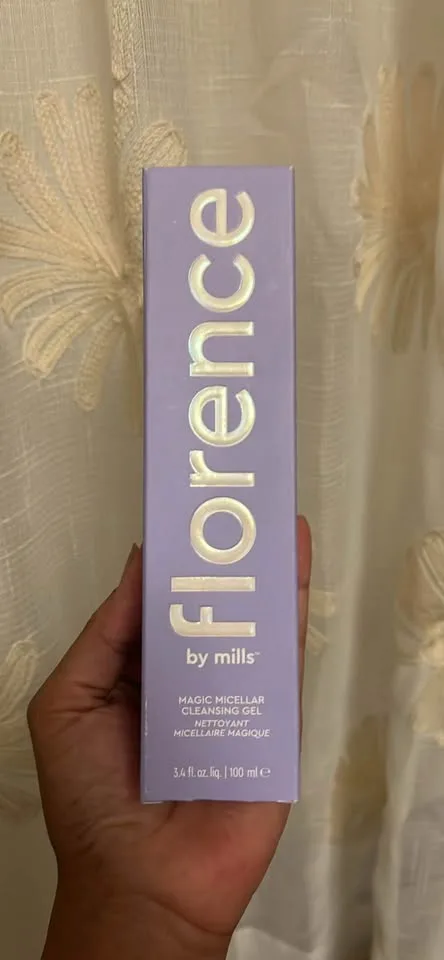 florence
by mills™
MAGIC MICELLAR
CLEANSING GEL
NETTOYANT
MICELLAIRE MAGIQUE
3.4 fl. oz. liq. | 100 ml ℮